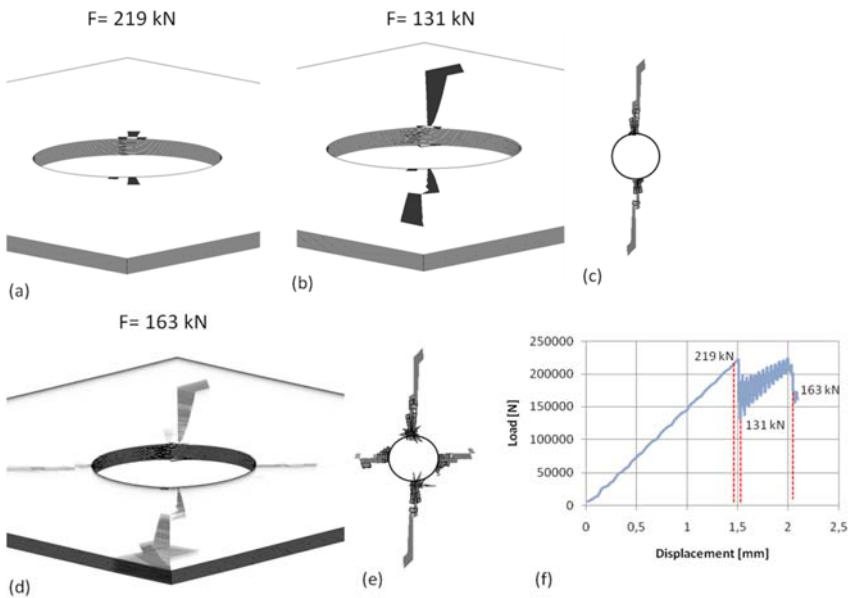 F= 219 kN
F= 131 kN
(a)
(b)
(c)
F= 163 kN
(d)
(e)
250000
200000
150000
100000
50000
0
Load [N]
219 kN
131 kN
163 kN
0
0,5
1
1,5
2
2,5
Displacement [mm]
(f)